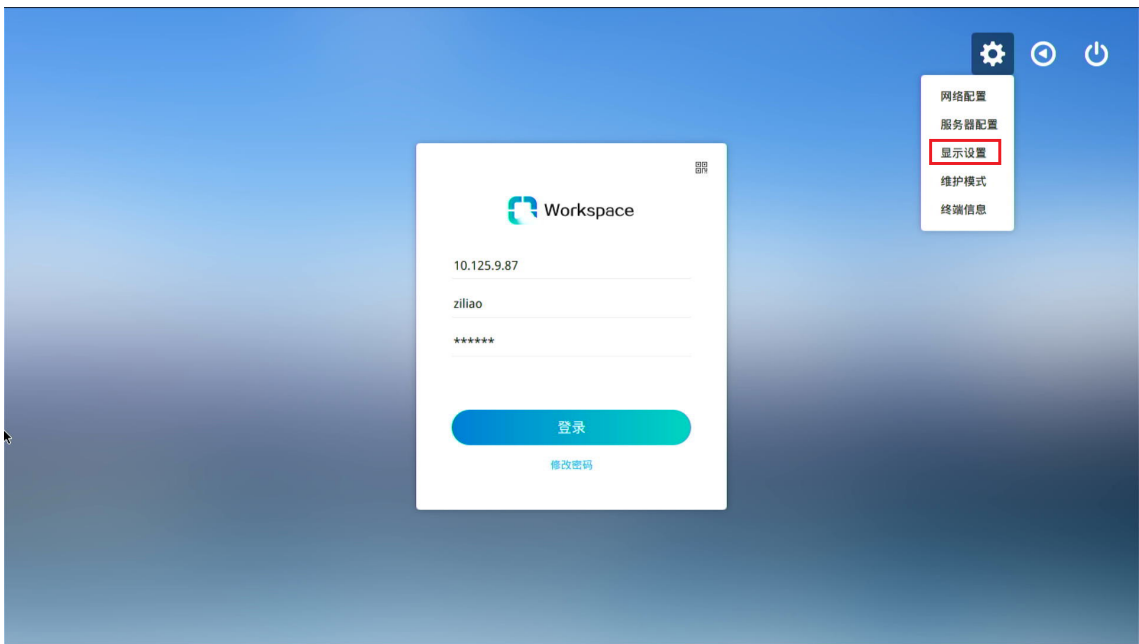 网络配置
服务器配置
显示设置
维护模式
终端信息
Workspace
10.125.9.87
ziliao
******
登录
修改密码